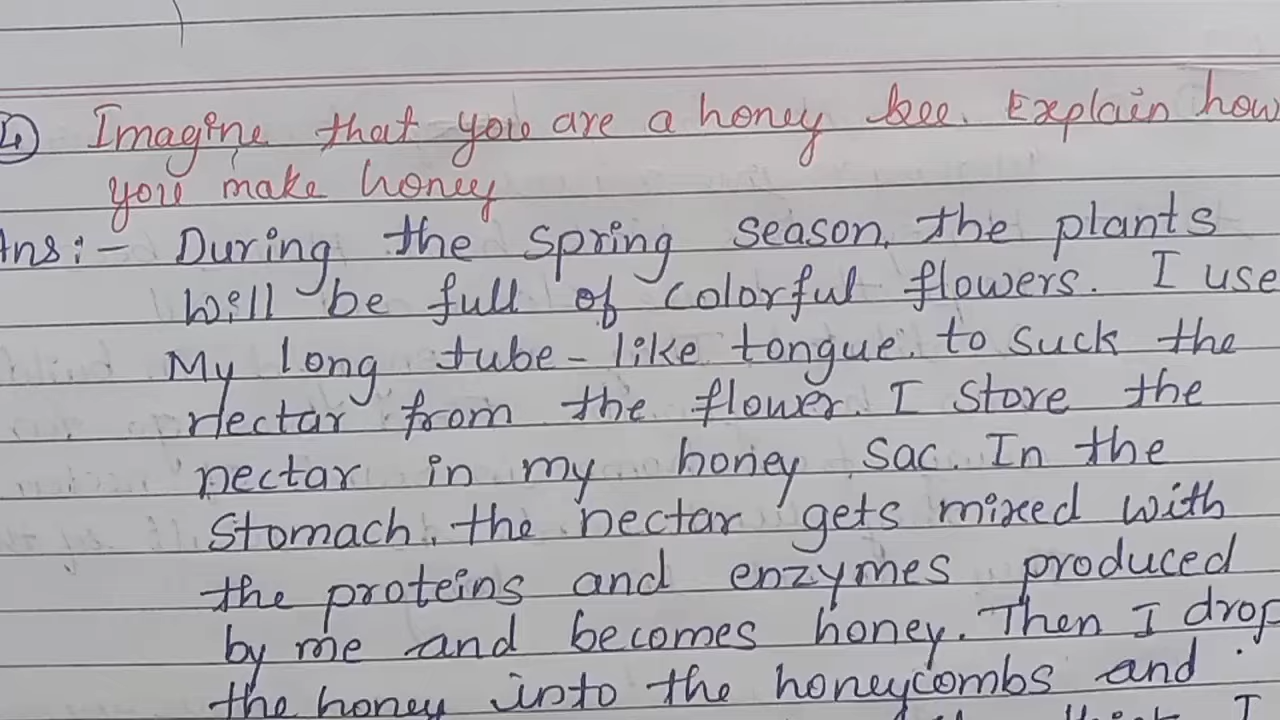 4) Imagine that you are a honey bee. Explain how
you make honey
Ans:- During the spring season, the plants
will be full of colorful flowers. I use
My long tube-like tongue to suck the
Nectar from the flower. I store the
nectar in my honey sac. In the
Stomach, the nectar gets mixed with
the proteins and enzymes produced
by me and becomes honey. Then I drop
the honey into the honeycombs and
I